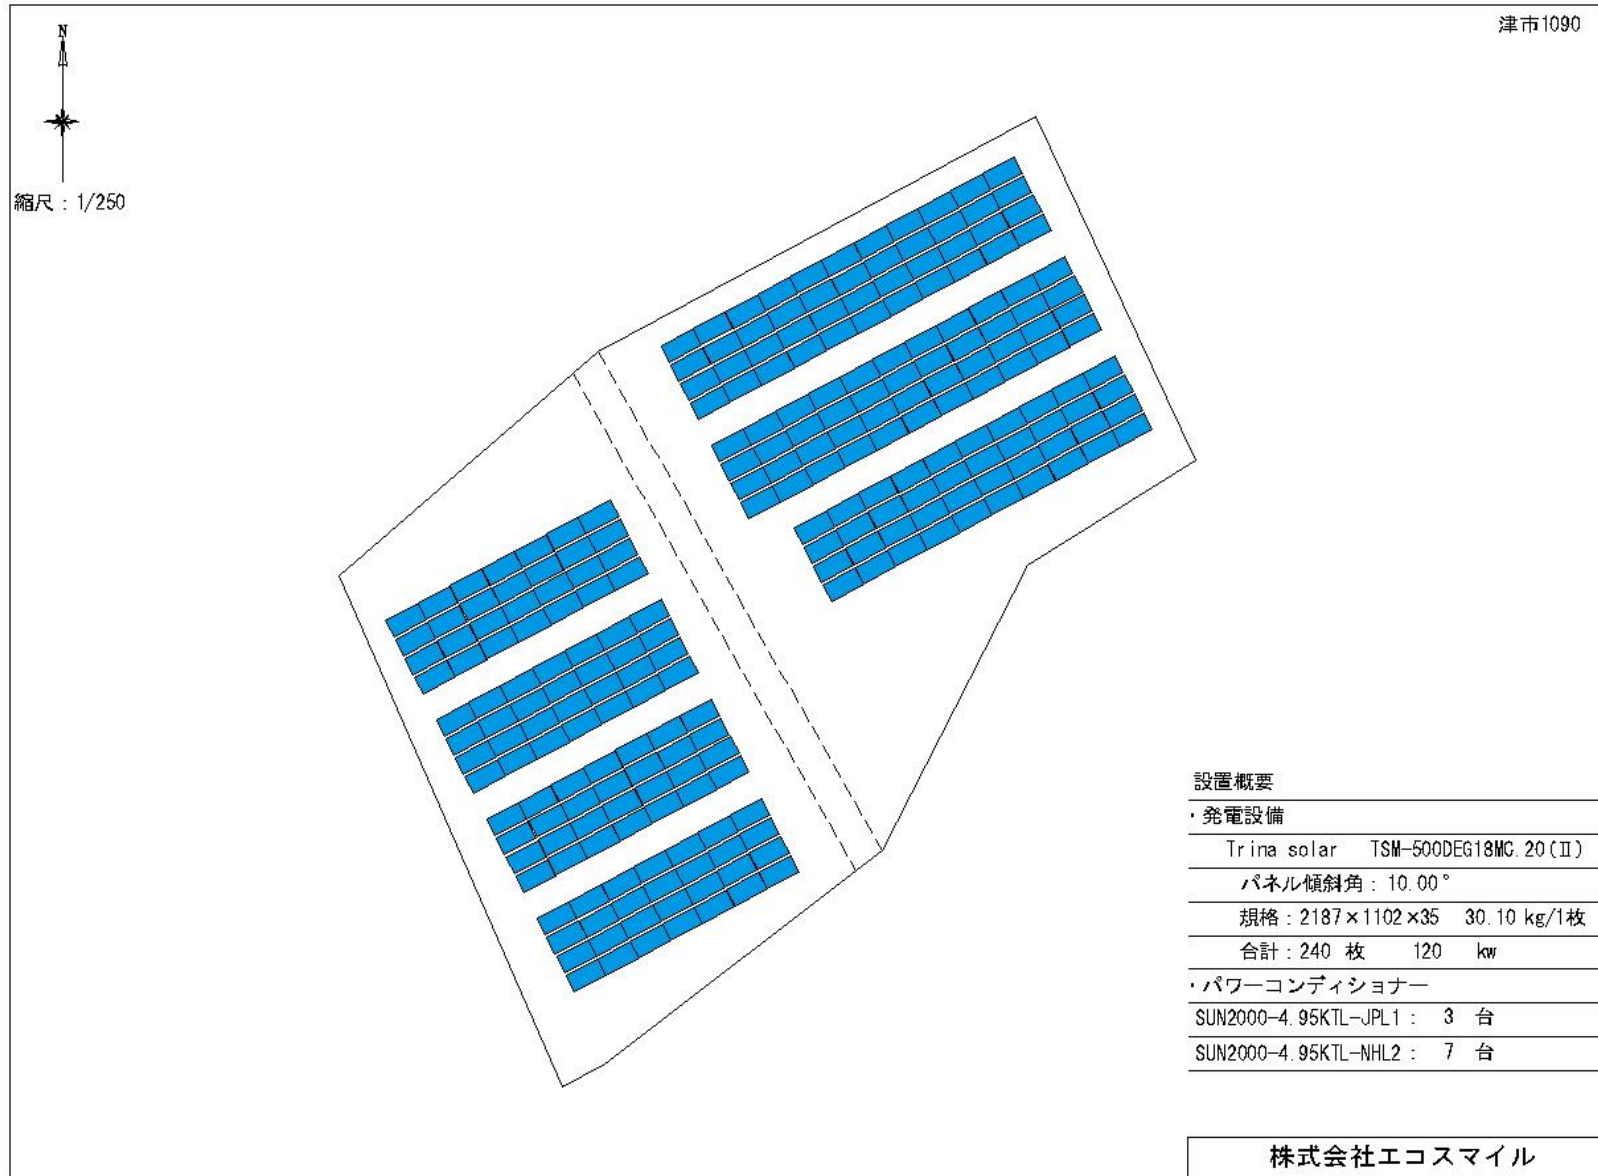 津市1090
N
縮尺：1/250
設置概要
・発電設備
Trina solar TSM-500DEG18MC.20(Ⅱ)
パネル傾斜角：10.00°
規格：2187×1102×35 30.10 kg/1枚
合計：240 枚 120 kw
・パワーコンディショナー
SUN2000-4.95KTL-JPL1： 3 台
SUN2000-4.95KTL-NHL2： 7 台
株式会社エコスマイル